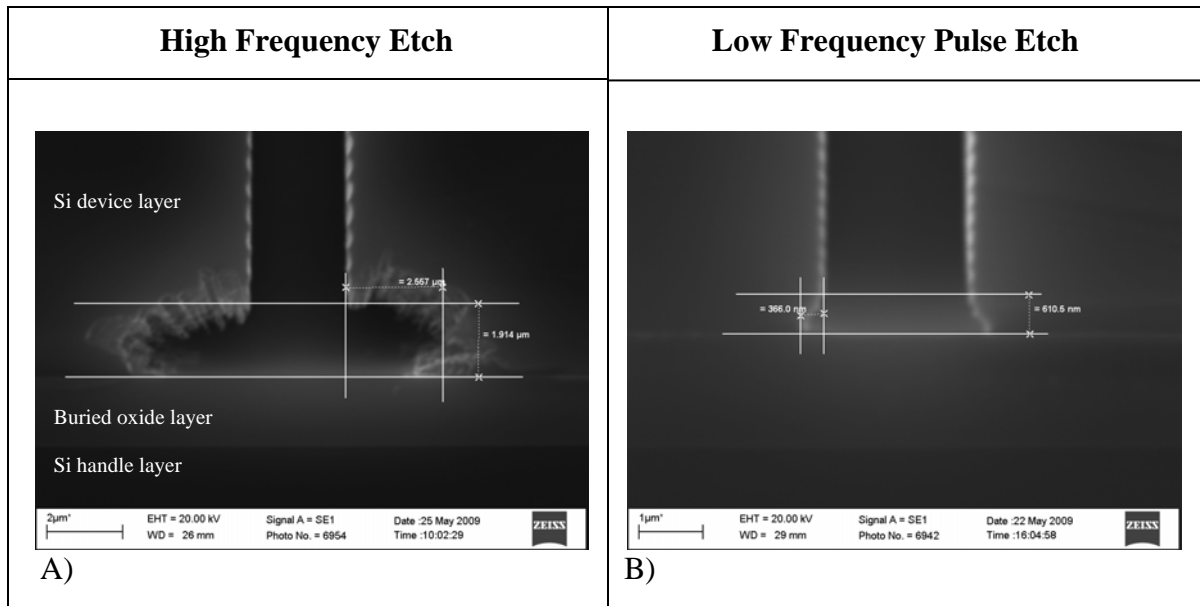 High Frequency Etch
Low Frequency Pulse Etch
Si device layer
= 2.557 µm
= 1.914 µm
Buried oxide layer
Si handle layer
2µm*
EHT = 20.00 kV
WD = 26 mm
Signal A = SE1
Photo No. = 6954
Date :25 May 2009
Time :10:02:29
ZEISS
A)
= 366.0 nm
= 610.5 nm
1µm*
EHT = 20.00 kV
WD = 29 mm
Signal A = SE1
Photo No. = 6942
Date :22 May 2009
Time :16:04:58
ZEISS
B)